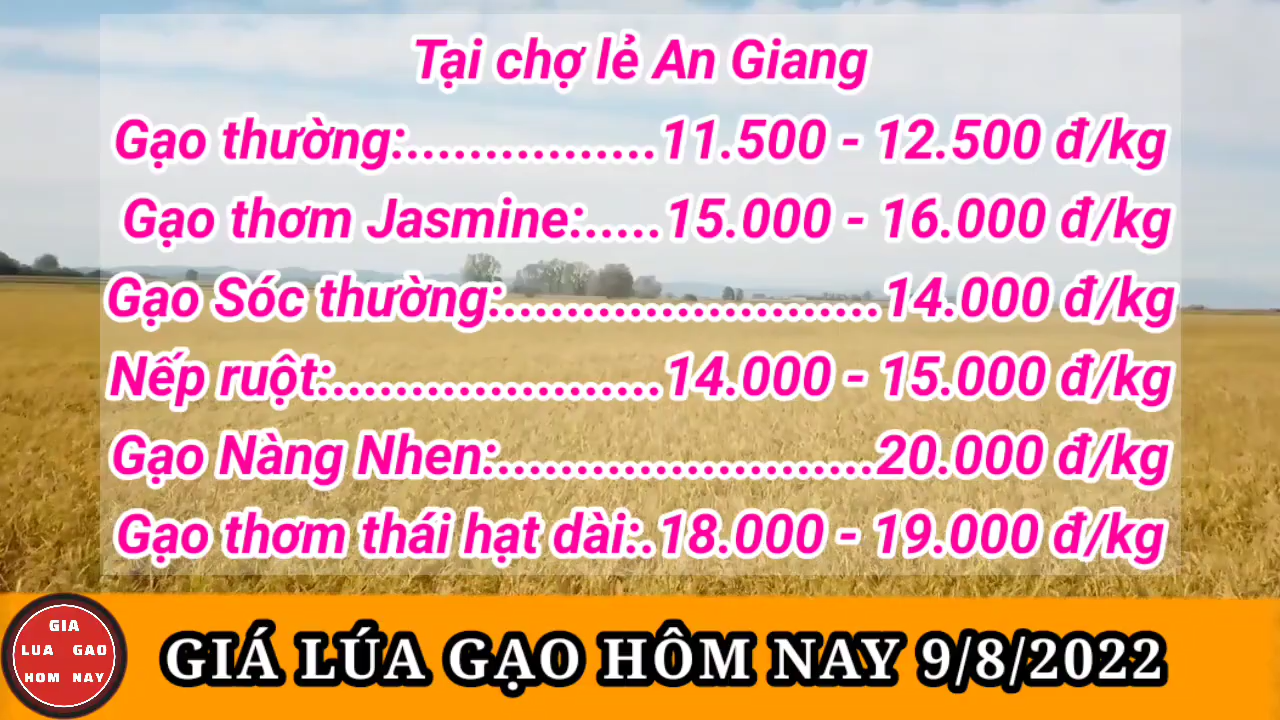 Tại chợ lẻ An Giang
Gạo thường:................11.500 - 12.500 đ/kg
Gạo thơm Jasmine:.....15.000 - 16.000 đ/kg
Gạo Sóc thường:........................14.000 đ/kg
Nếp ruột:.....................14.000 - 15.000 đ/kg
Gạo Nàng Nhen:........................20.000 đ/kg
Gạo thơm thái hạt dài:.18.000 - 19.000 đ/kg
GIA
LUA GAO
HOM NAY
GIÁ LÚA GẠO HÔM NAY 9/8/2022